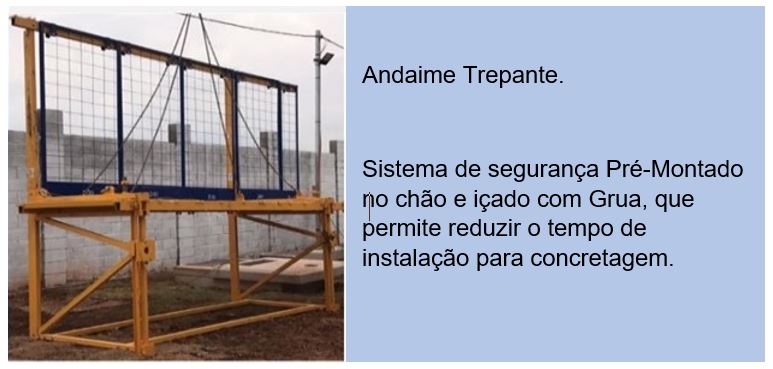 Andaime Trepante.
Sistema de segurança Pré-Montado
no chão e içado com Grua, que
permite reduzir o tempo de
instalação para concretagem.